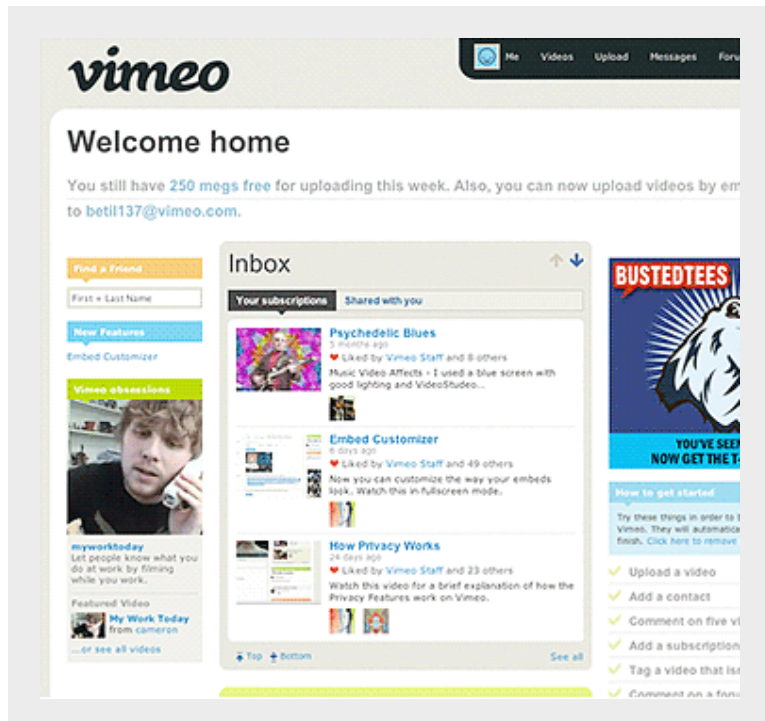 vimeo
Me Videos Upload Messages Foru
Welcome home
You still have 250 megs free for uploading this week. Also, you can now upload videos by em
to betil137@vimeo.com.
Find a Friend
First + Last Name
New Features
Embed Customizer
Vimeo obsessions
myworktoday
Let people know what you
do at work by filming
while you work.
Featured Video
My Work Today
from cameron
...or see all videos
Inbox
Your subscriptions Shared with you
Psychedelic Blues
5 months ago
Liked by Vimeo Staff and 8 others
Music Video Affects - I used a blue screen with
good lighting and VideoStudeo...
Embed Customizer
6 days ago
Liked by Vimeo Staff and 49 others
Now you can customize the way your embeds
look. Watch this in fullscreen mode.
How Privacy Works
24 days ago
Liked by Vimeo Staff and 23 others
Watch this video for a brief explanation of how the
Privacy Features work on Vimeo.
Top Bottom
See all
BUSTEDTEES
YOU'VE SEEN
NOW GET THE T-
How to get started
Try these things in order to
Vimeo. They will automatica
finish. Click here to remove
Upload a video
Add a contact
Comment on five vi
Add a subscription
Tag a video that isn
Comment on a foru